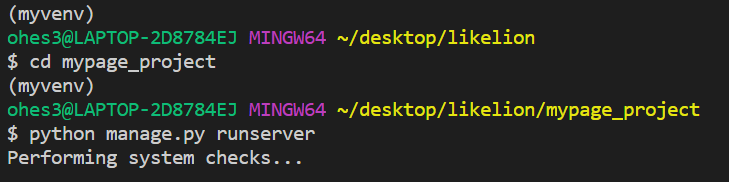 (myvenv)
ohes3@LAPTOP-2D8784EJ MINGW64 ~/desktop/likelion
$ cd mypage_project
(myvenv)
ohes3@LAPTOP-2D8784EJ MINGW64 ~/desktop/likelion/mypage_project
$ python manage.py runserver
Performing system checks...